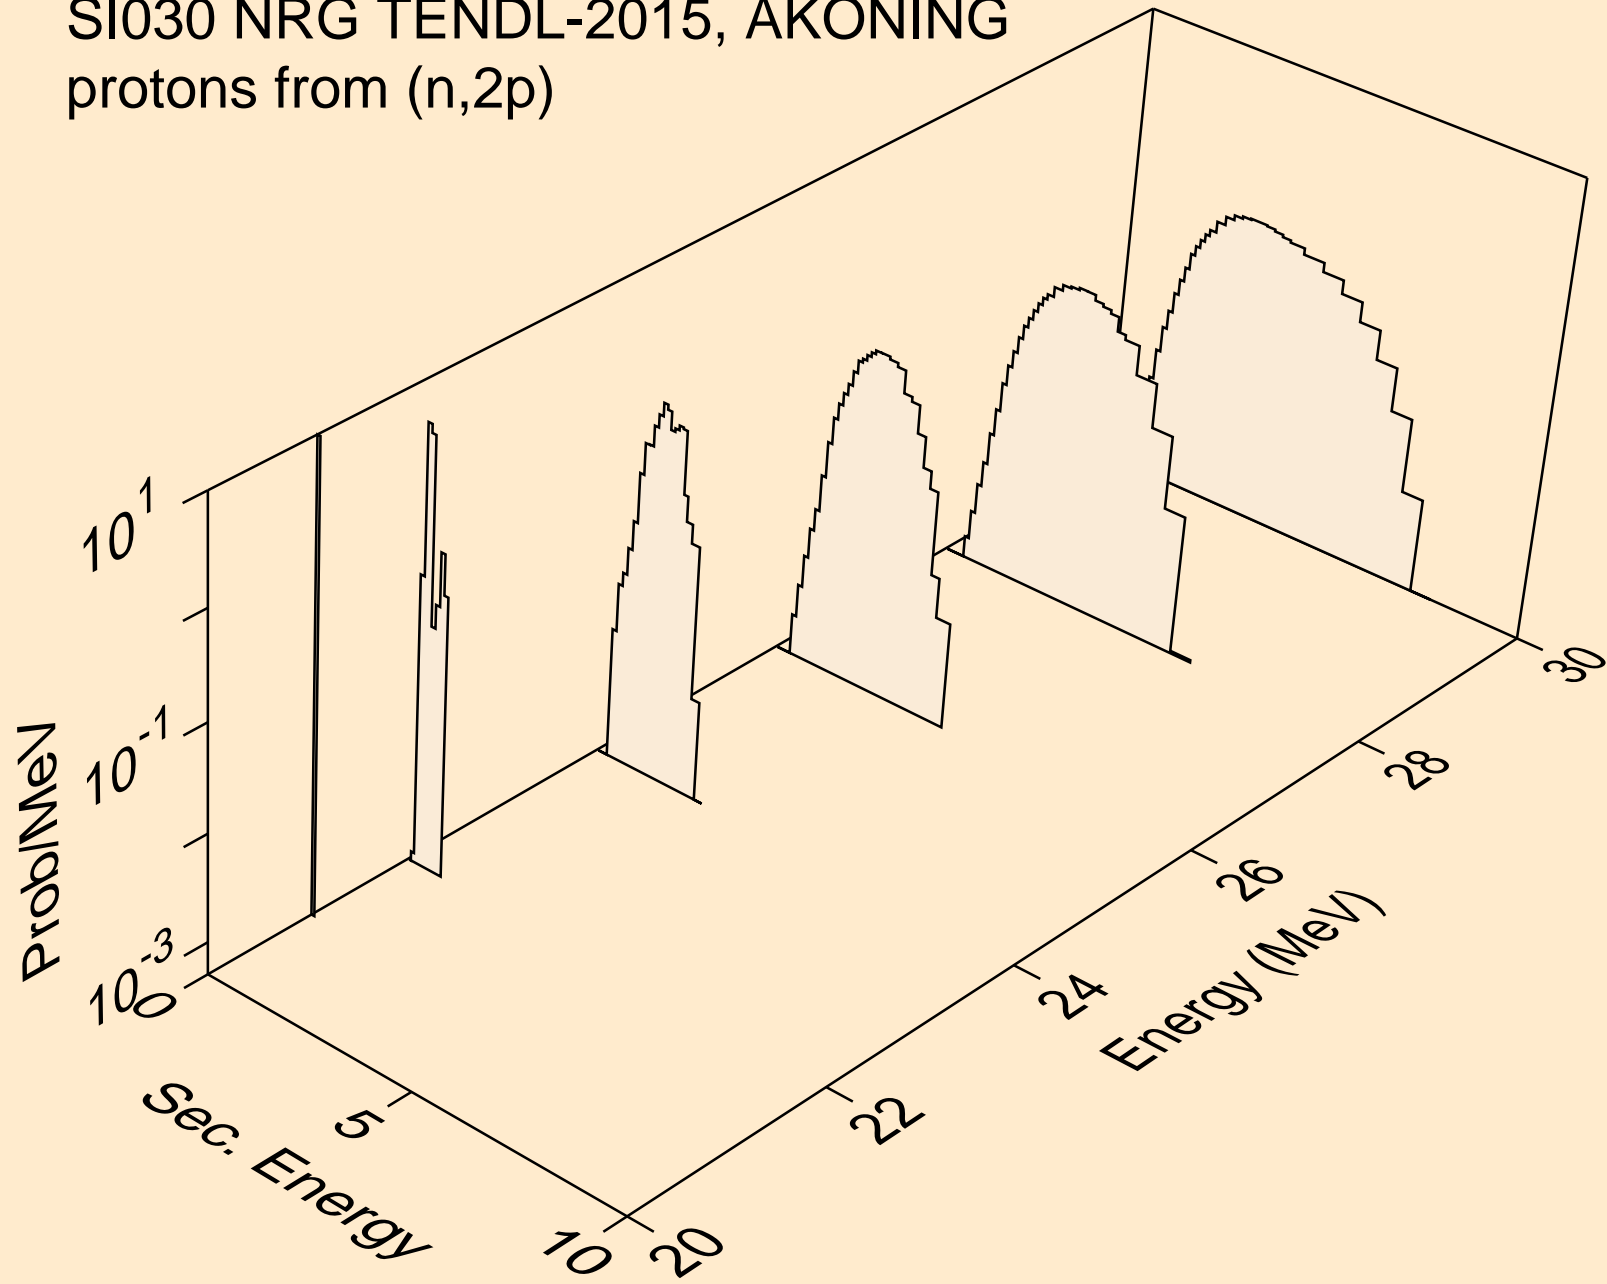 SI030 NRG TENDL-2015, AKONING
protons from (n,2p)
10^1
10^-1
10^-3
Prob/MeV
0
5
10
Sec. Energy
20
22
24
26
28
30
Energy (MeV)